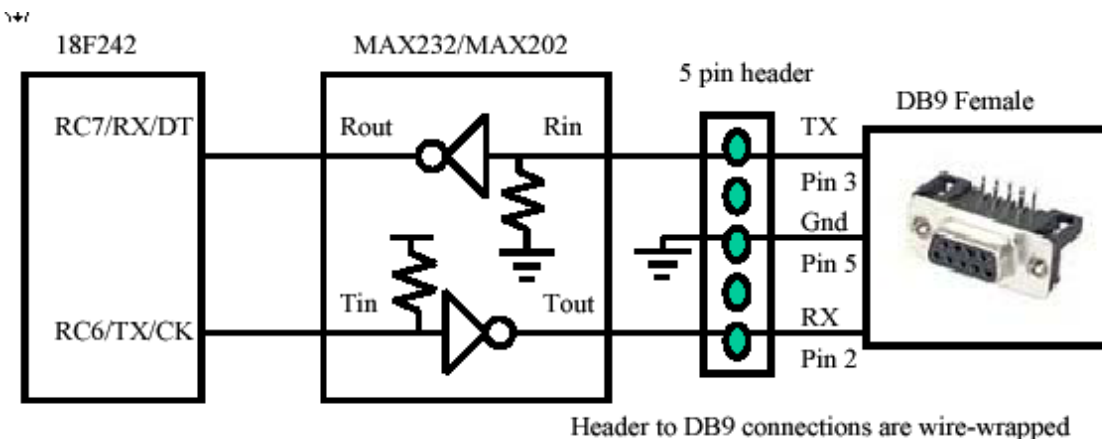 18F242
MAX232/MAX202
5 pin header
DB9 Female
RC7/RX/DT
Rout
Rin
TX
Pin 3
Gnd
Pin 5
Tin
Tout
RC6/TX/CK
RX
Pin 2
Header to DB9 connections are wire-wrapped